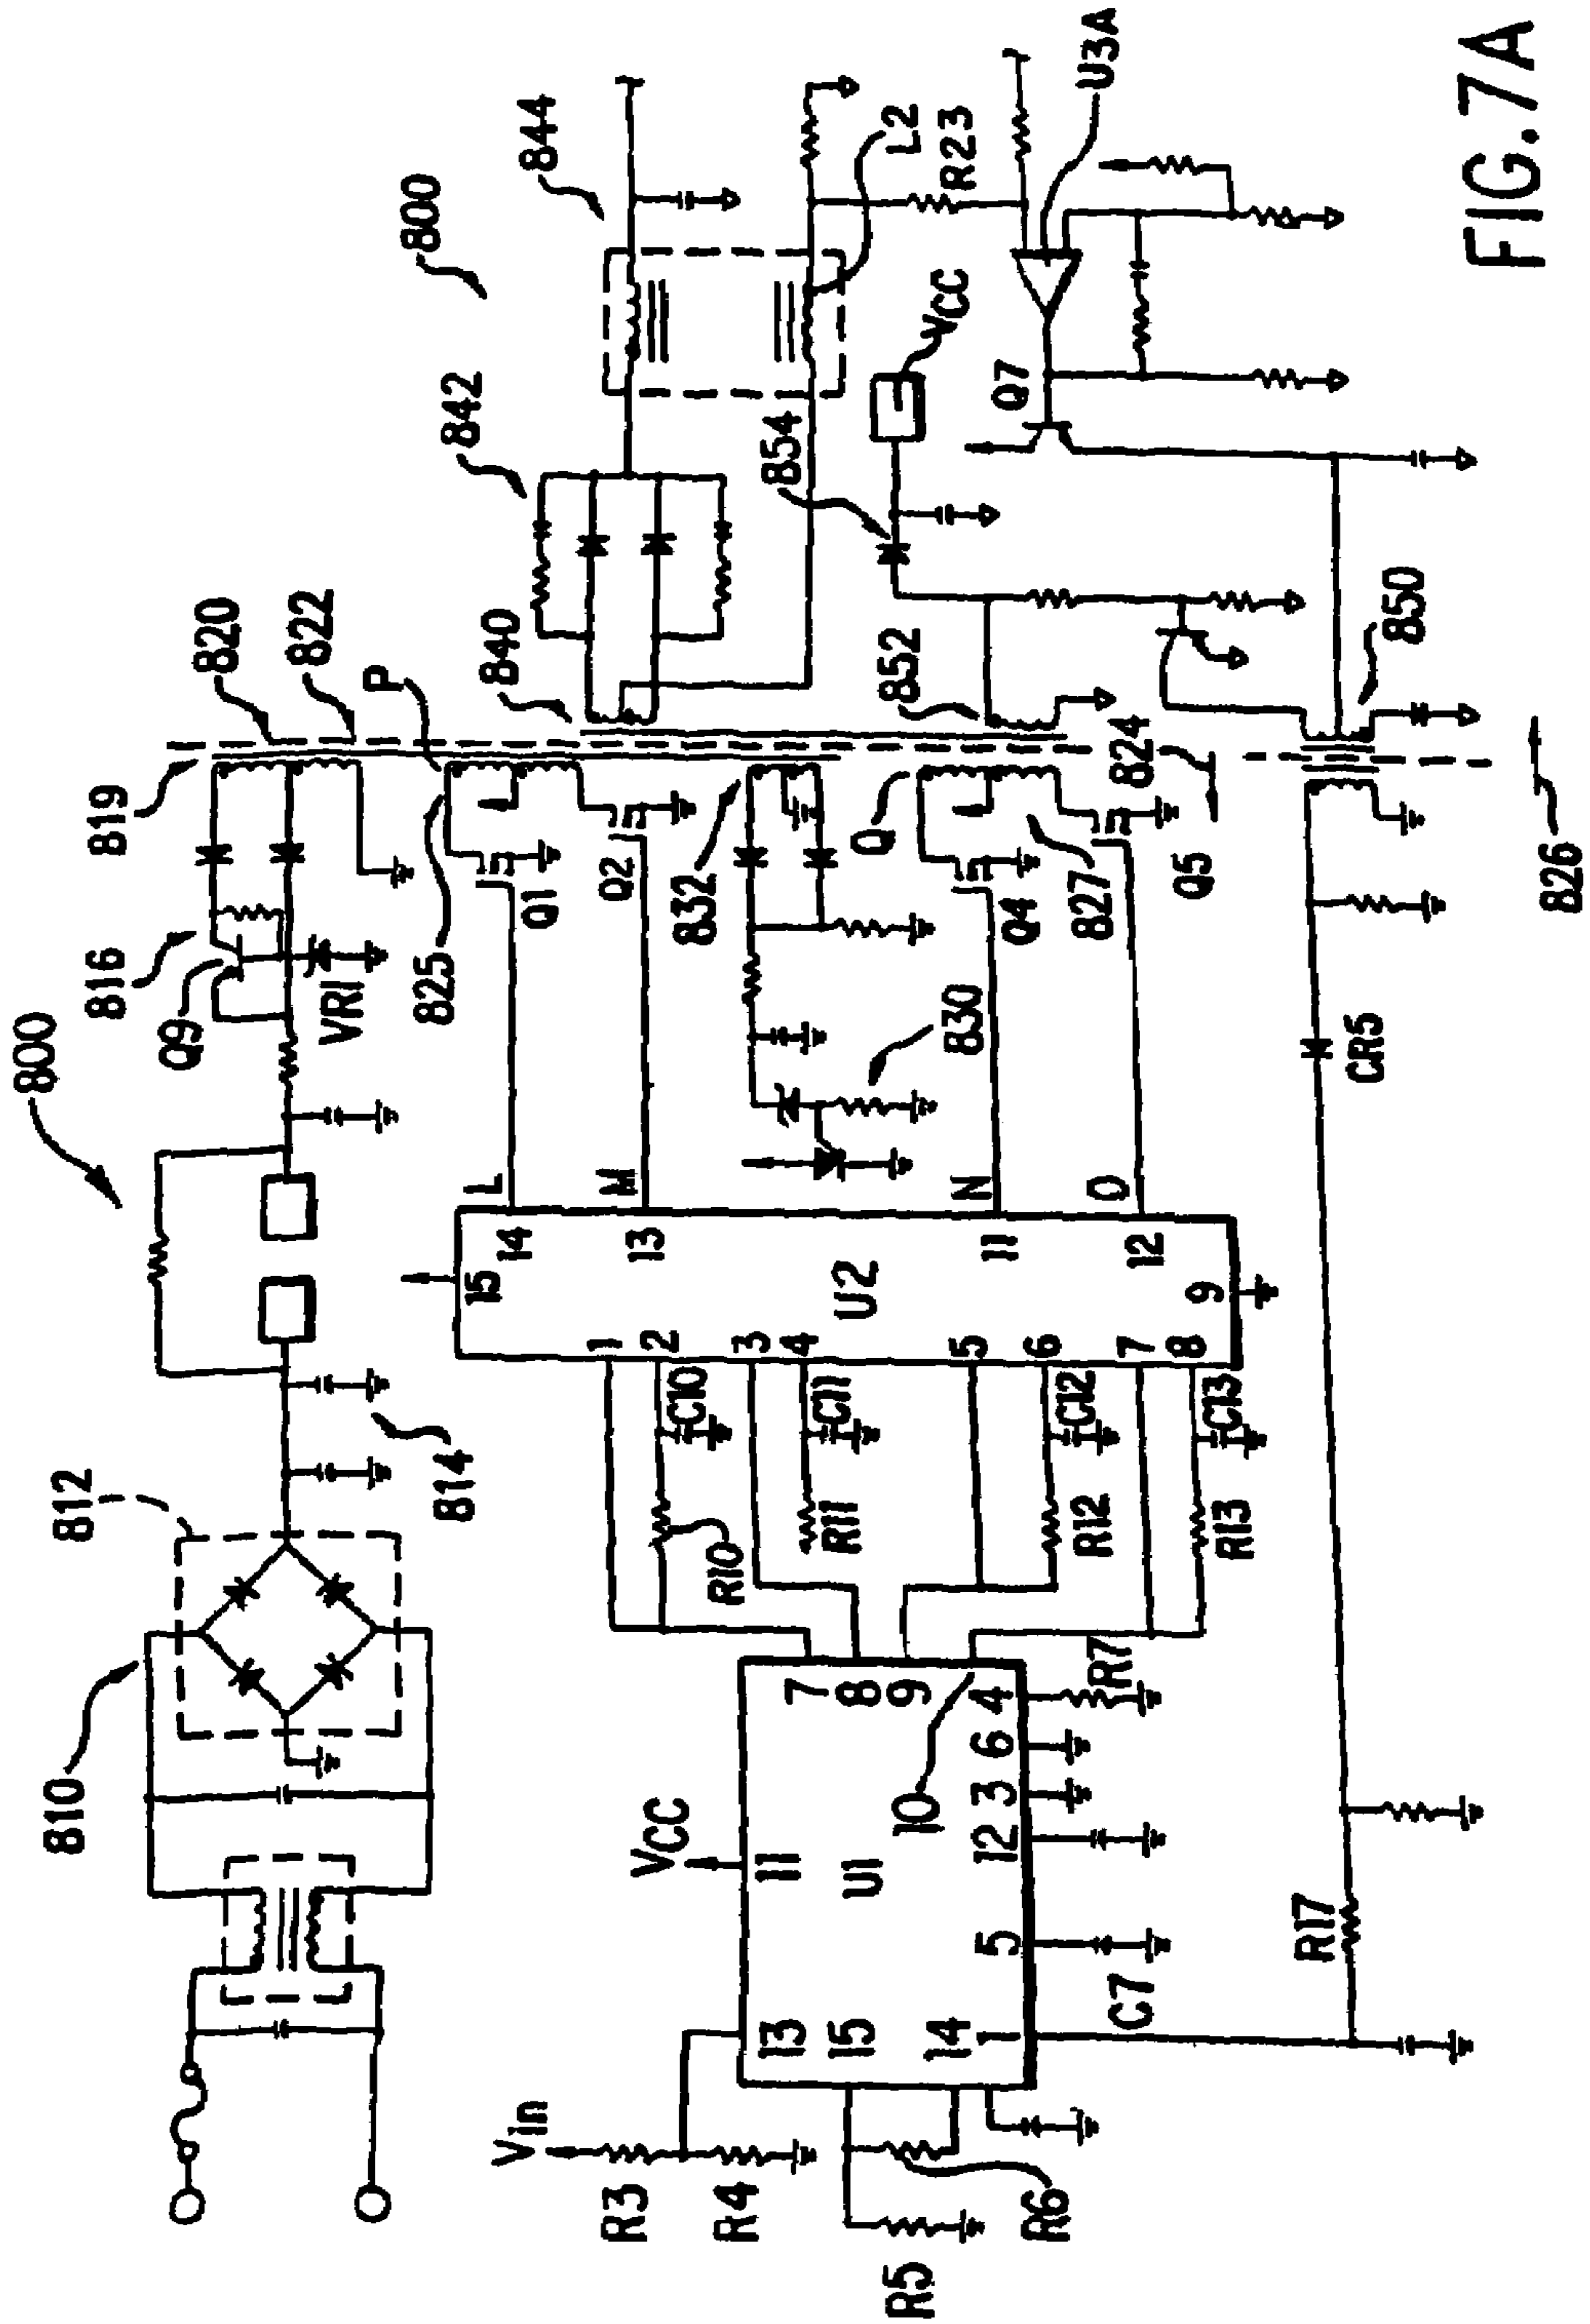 800
812
810
814
816
Q9
VR1
819
820
822
P
825
Q1
Q2
832
830
840
842
844
800
854
VCC
L2
R23
U3A
Q7
852
824
Q
827
Q4
Q5
850
826
CR5
L
M
N
O
15
14
13
11
12
9
U2
1
2
3
4
5
6
7
8
C10
C11
C12
C13
R10
R11
R12
R13
VCC
11
U1
7
8
9
10
4
6
3
12
5
13
15
14
1
R7
C7
R17
Vin
R3
R4
R5
R6
FIG. 7A